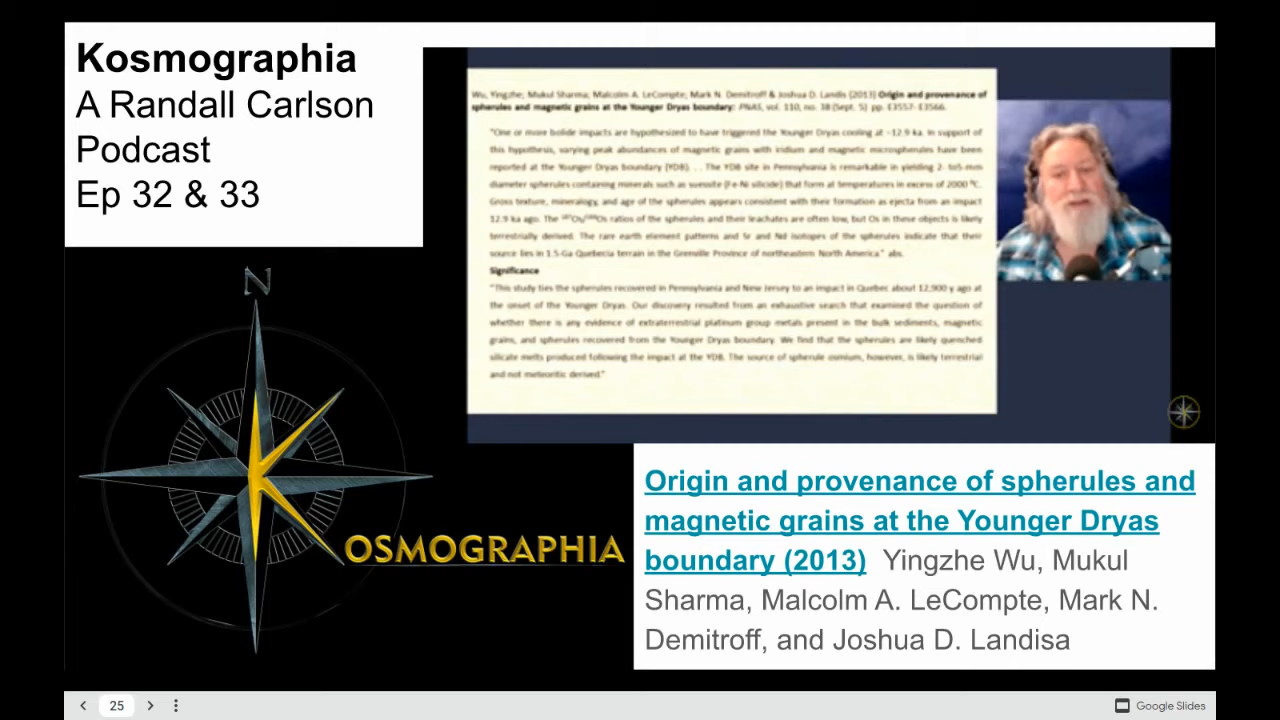 Kosmographia
A Randall Carlson
Podcast
Ep 32 & 33
Wu, Yingzhe; Mukul Sharma; Malcolm A. LeCompte; Mark N. Demitroff & Joshua D. Landis (2013) Origin and provenance of
spherules and magnetic grains at the Younger Dryas boundary: PNAS, vol. 110, no. 38 (Sept. 5) pp. E3557-E3566.
"One or more bolide impacts are hypothesized to have triggered the Younger Dryas cooling at ~12.9 ka. In support of
this hypothesis, varying peak abundances of magnetic grains with iridium and magnetic microspherules have been
reported at the Younger Dryas boundary (YDB). . . The YDB site in Pennsylvania is remarkable in yielding 2- to5-mm
diameter spherules containing minerals such as suessite (Fe-Ni silicide) that form at temperatures in excess of 2000 ºC.
Gross texture, mineralogy, and age of the spherules appears consistent with their formation as ejecta from an impact
12.9 ka ago. The ¹⁸⁷Os/¹⁸⁸Os ratios of the spherules and their leachates are often low, but Os in these objects is likely
terrestrially derived. The rare earth element patterns and Sr and Nd isotopes of the spherules indicate that their
source lies in 1.5-Ga Quebecia terrain in the Grenville Province of northeastern North America." abs.
Significance
"This study ties the spherules recovered in Pennsylvania and New Jersey to an impact in Quebec about 12,900 y ago at
the onset of the Younger Dryas. Our discovery resulted from an exhaustive search that examined the question of
whether there is any evidence of extraterrestrial platinum group metals present in the bulk sediments, magnetic
grains, and spherules recovered from the Younger Dryas boundary. We find that the spherules are likely quenched
silicate melts produced following the impact at the YDB. The source of spherule osmium, however, is likely terrestrial
and not meteoritic derived."
N
KOSMOGRAPHIA
Origin and provenance of spherules and
magnetic grains at the Younger Dryas
boundary (2013) Yingzhe Wu, Mukul
Sharma, Malcolm A. LeCompte, Mark N.
Demitroff, and Joshua D. Landisa
25
Google Slides